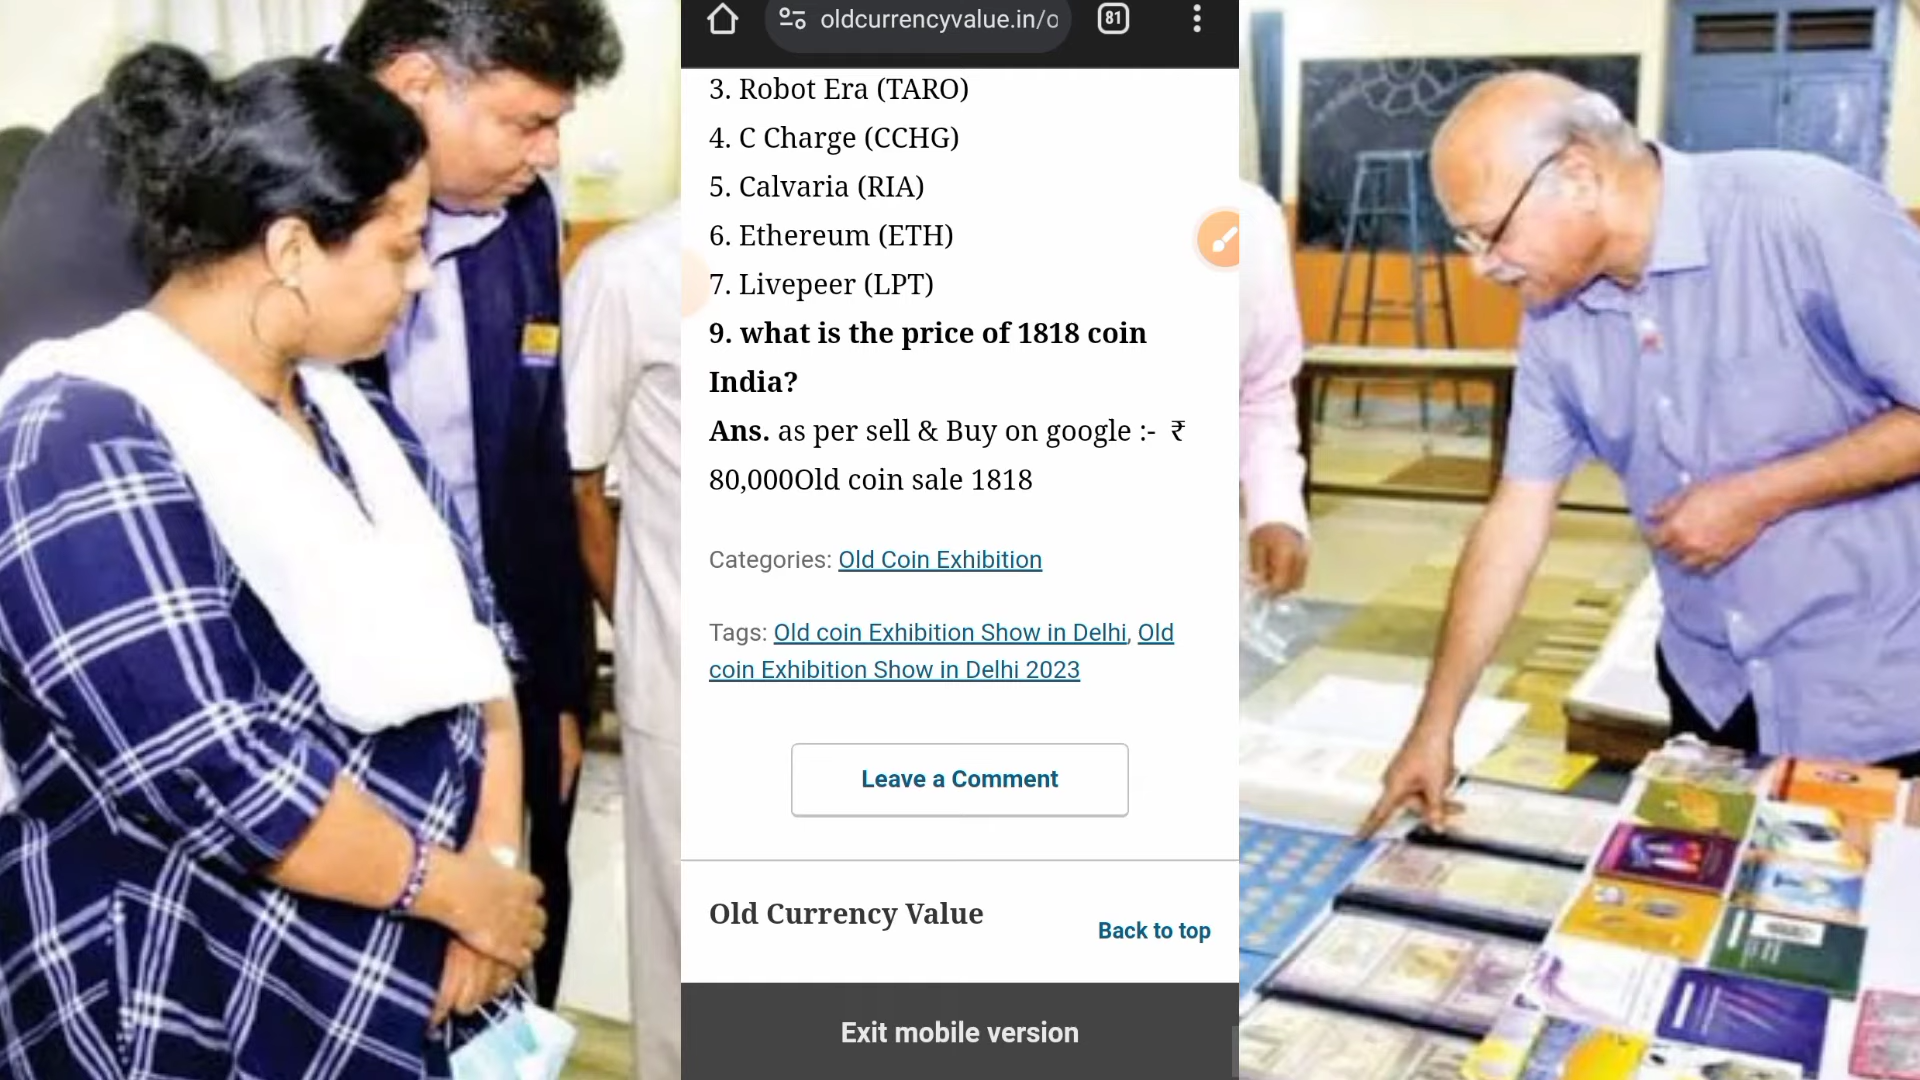 oldcurrencyvalue.in/o
81
3. Robot Era (TARO)
4. C Charge (CCHG)
5. Calvaria (RIA)
6. Ethereum (ETH)
7. Livepeer (LPT)
9. what is the price of 1818 coin
India?
Ans. as per sell & Buy on google :- ₹
80,000Old coin sale 1818
Categories: Old Coin Exhibition
Tags: Old coin Exhibition Show in Delhi, Old
coin Exhibition Show in Delhi 2023
Leave a Comment
Old Currency Value
Back to top
Exit mobile version